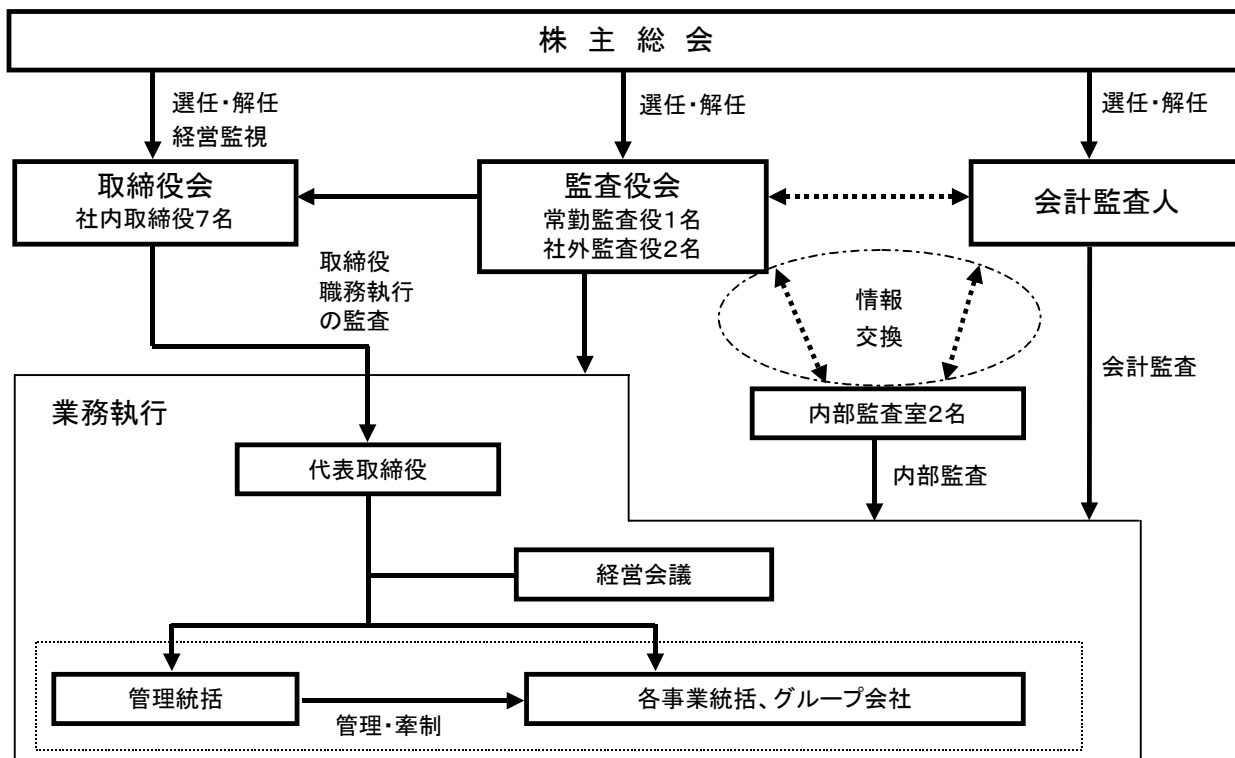 株 主 総 会
選任・解任
経営監視
選任・解任
選任・解任
取締役会
社内取締役7名
監査役会
常勤監査役1名
社外監査役2名
会計監査人
取締役
職務執行
の監査
情報
交換
会計監査
業務執行
内部監査室2名
代表取締役
内部監査
経営会議
管理統括
各事業統括、グループ会社
管理・牽制